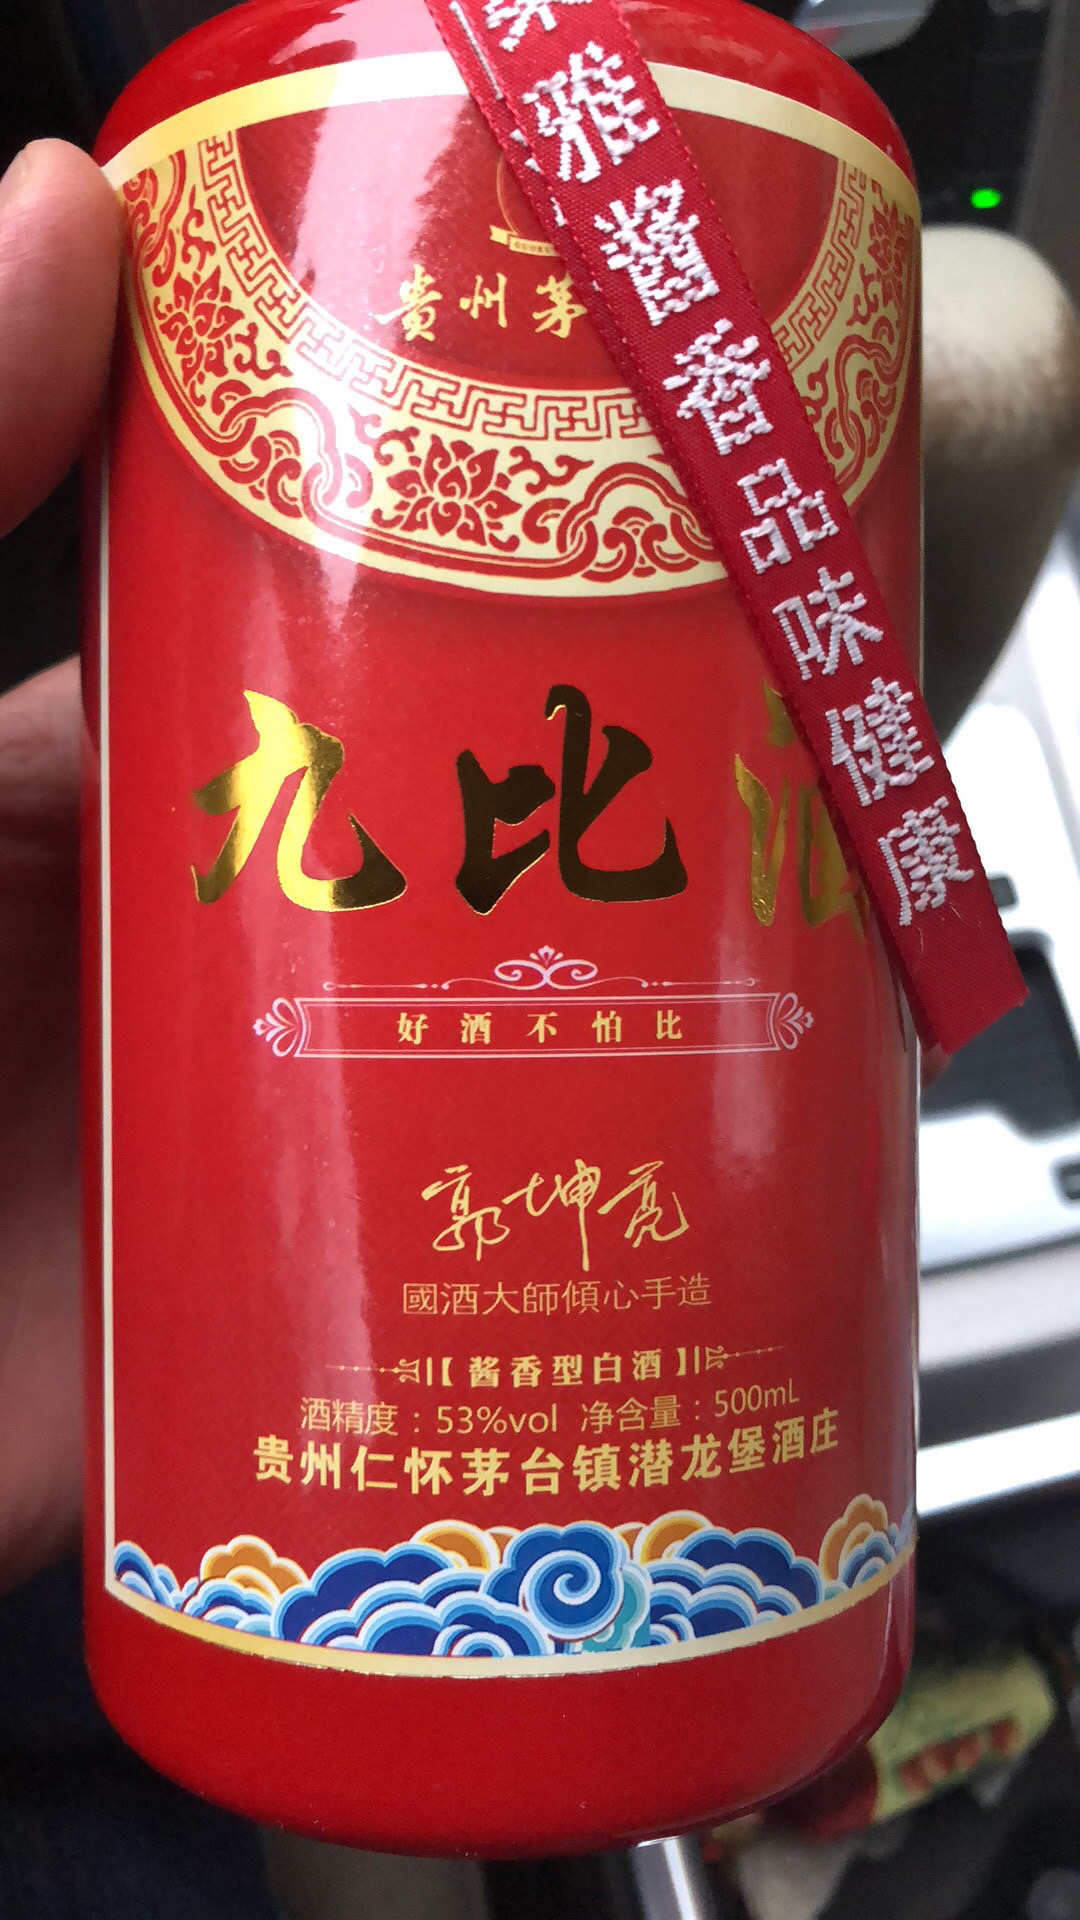 雅酱香品味健康
貴州茅
九比酒
好酒不怕比
郭坤亮
國酒大師傾心手造
【酱香型白酒】
酒精度：53%vol 净含量：500mL
贵州仁怀茅台镇潜龙堡酒庄